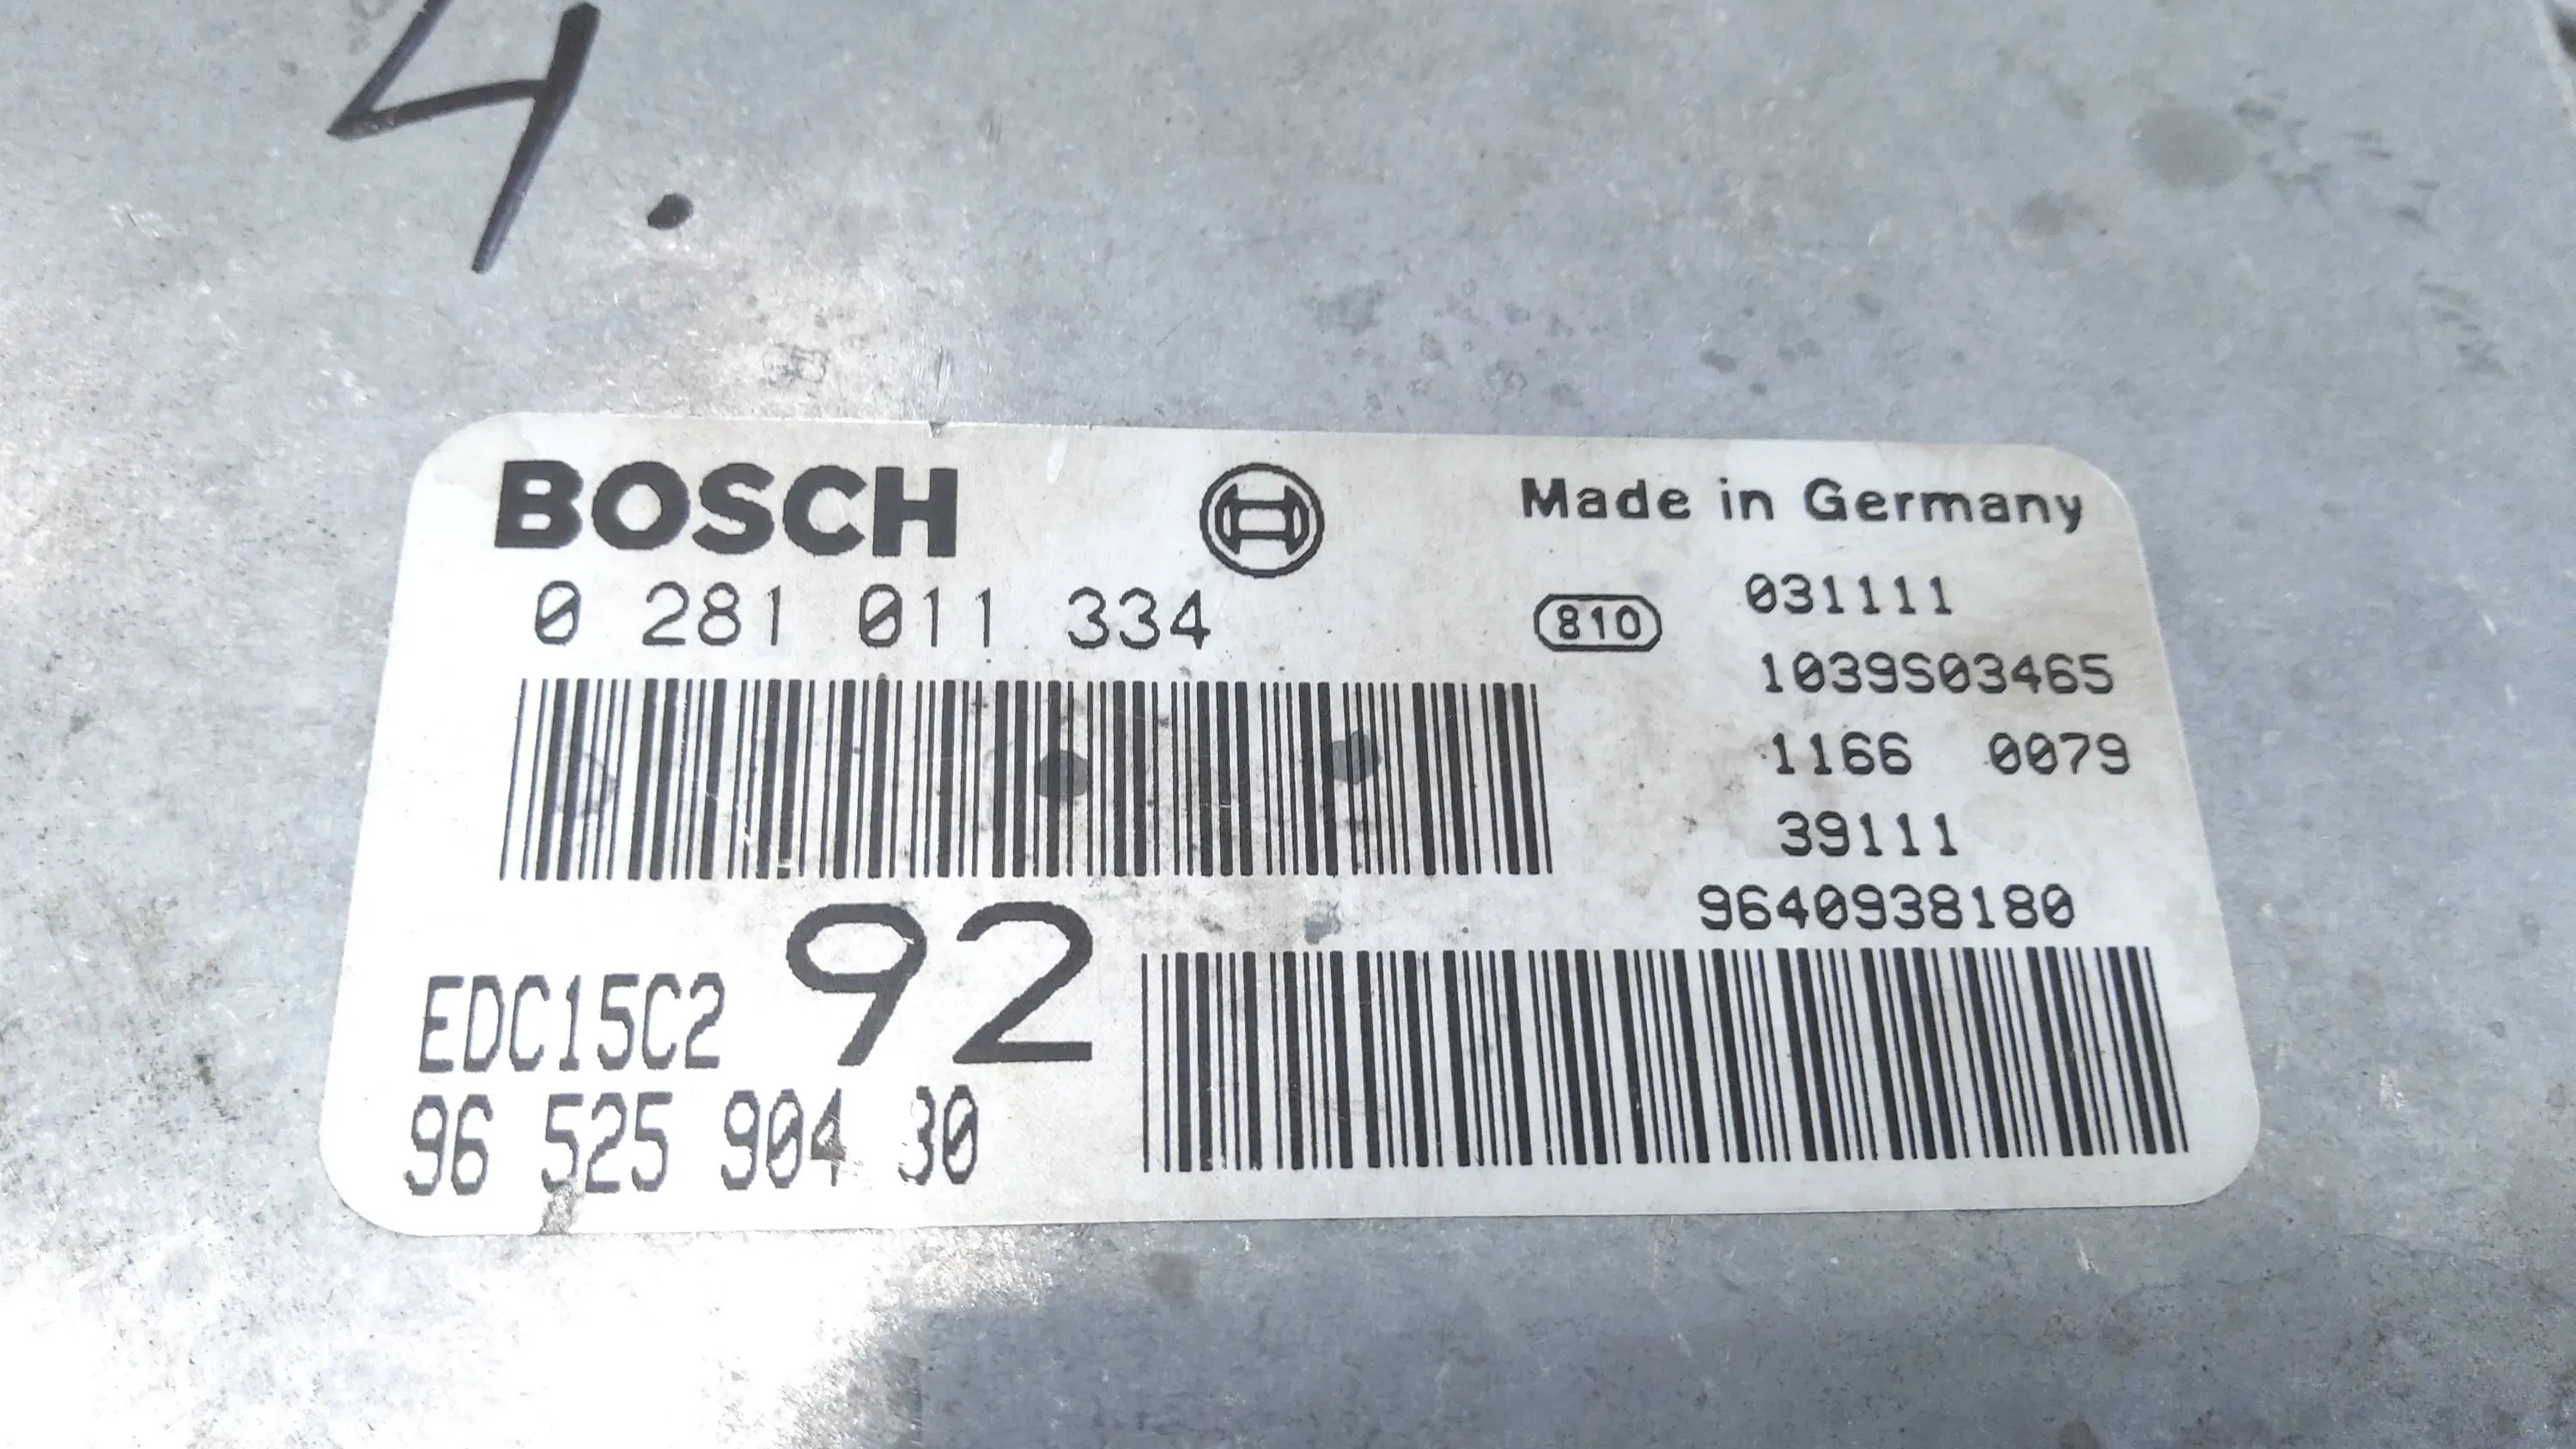 4.
BOSCH
Made in Germany
0 281 011 334
810
031111
1039S03465
1166 0079
39111
9640938180
EDC15C2
92
96 525 904 30